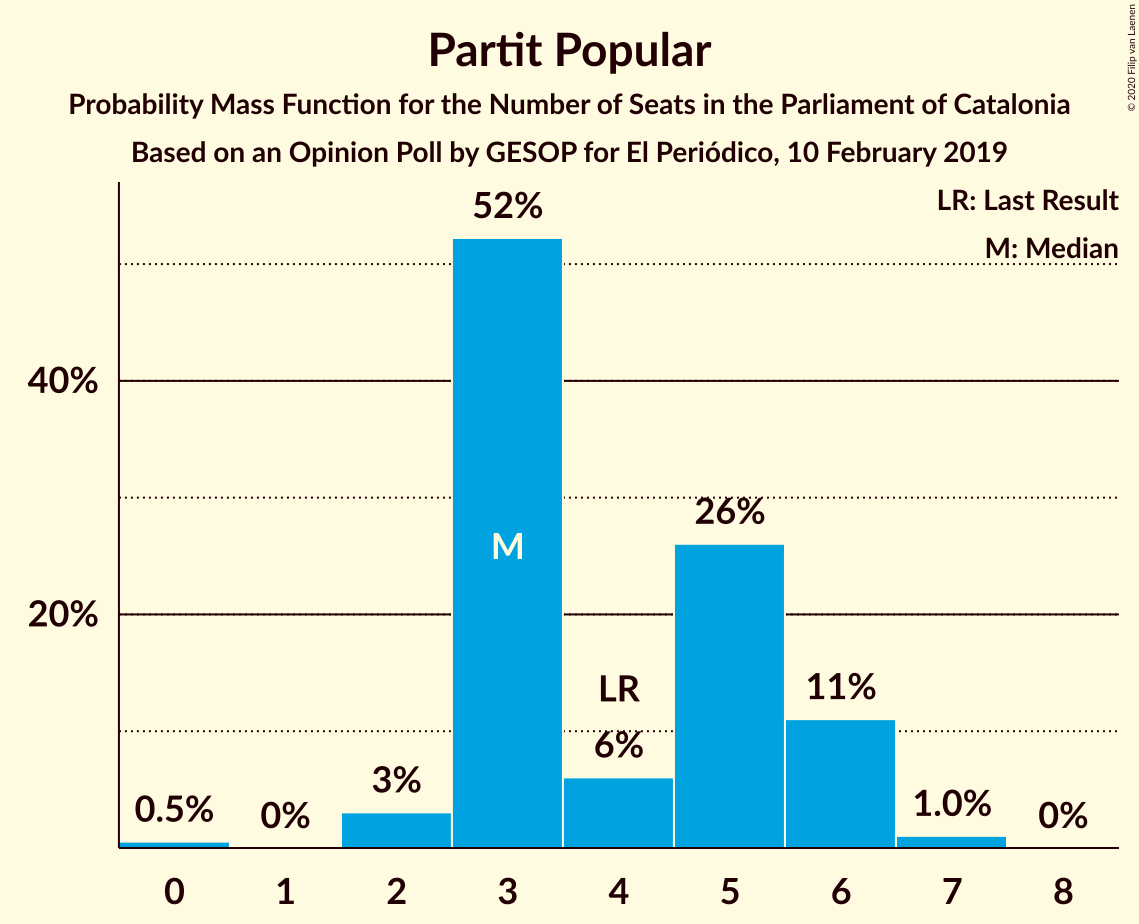 Partit Popular
Probability Mass Function for the Number of Seats in the Parliament of Catalonia
Based on an Opinion Poll by GESOP for El Periódico, 10 February 2019
© 2020 Filip van Laenen
LR: Last Result
M: Median
52%
40%
26%
M
20%
LR
11%
6%
3%
0.5%
0%
1.0%
0%
0 1 2 3 4 5 6 7 8